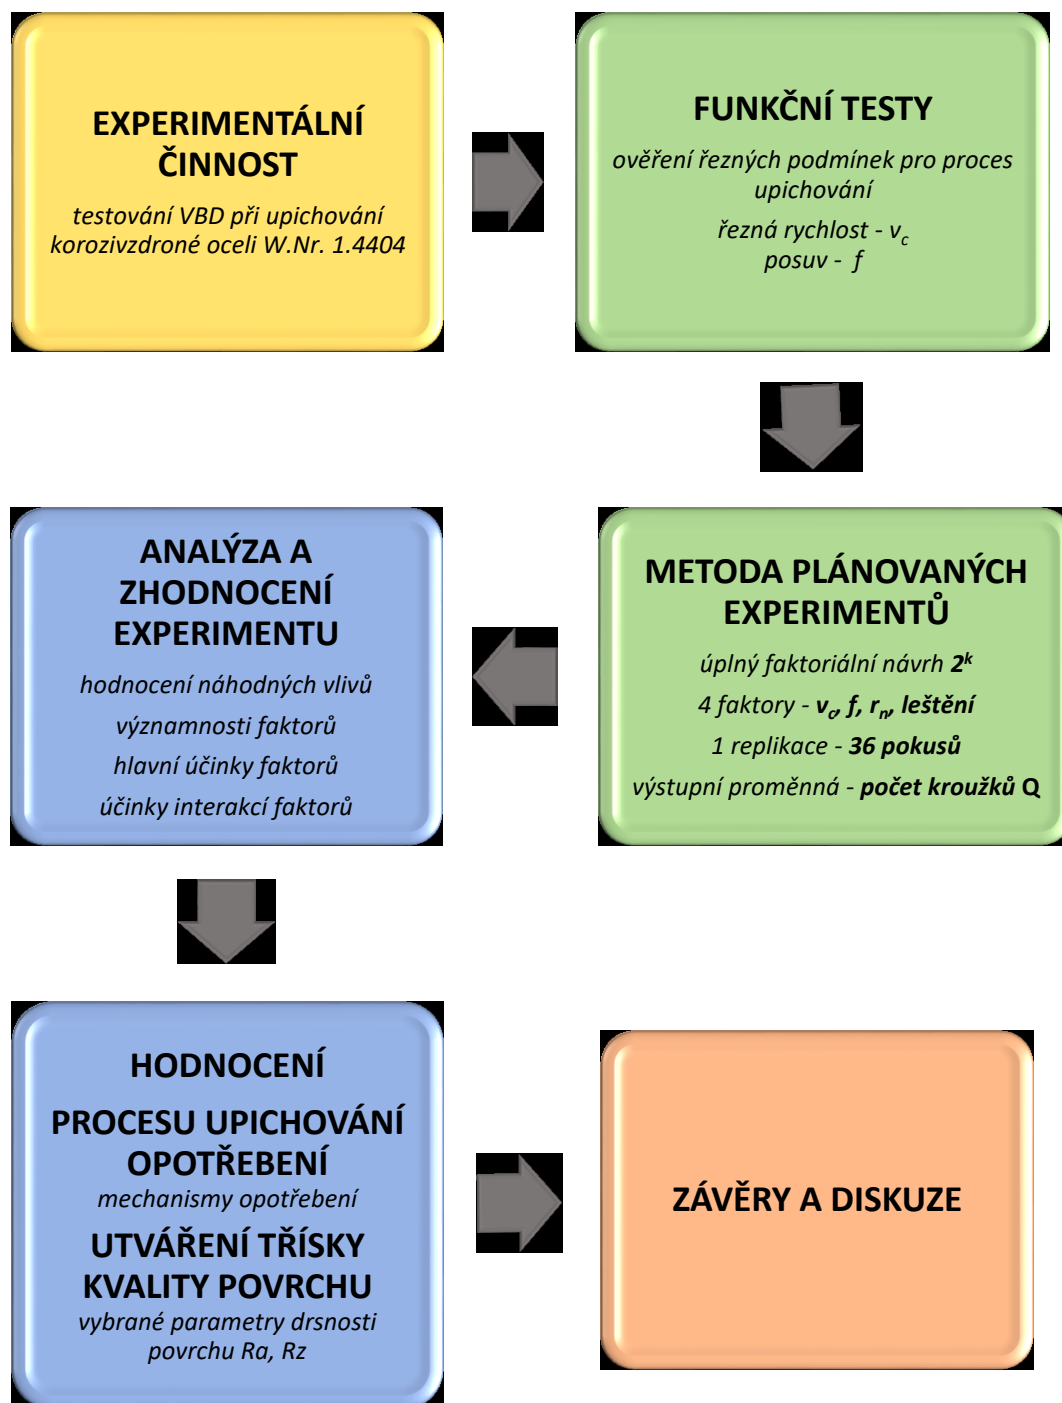 EXPERIMENTÁLNÍ
ČINNOST
testování VBD při upichování
korozivzdroné oceli W.Nr. 1.4404
FUNKČNÍ TESTY
ověření řezných podmínek pro proces
upichování
řezná rychlost - vc
posuv - f
METODA PLÁNOVANÝCH
EXPERIMENTŮ
úplný faktoriální návrh 2k
4 faktory - vc, f, rn, leštění
1 replikace - 36 pokusů
výstupní proměnná - počet kroužků Q
ANALÝZA A
ZHODNOCENÍ
EXPERIMENTU
hodnocení náhodných vlivů
významnosti faktorů
hlavní účinky faktorů
účinky interakcí faktorů
HODNOCENÍ
PROCESU UPICHOVÁNÍ
OPOTŘEBENÍ
mechanismy opotřebení
UTVÁŘENÍ TŘÍSKY
KVALITY POVRCHU
vybrané parametry drsnosti
povrchu Ra, Rz
ZÁVĚRY A DISKUZE